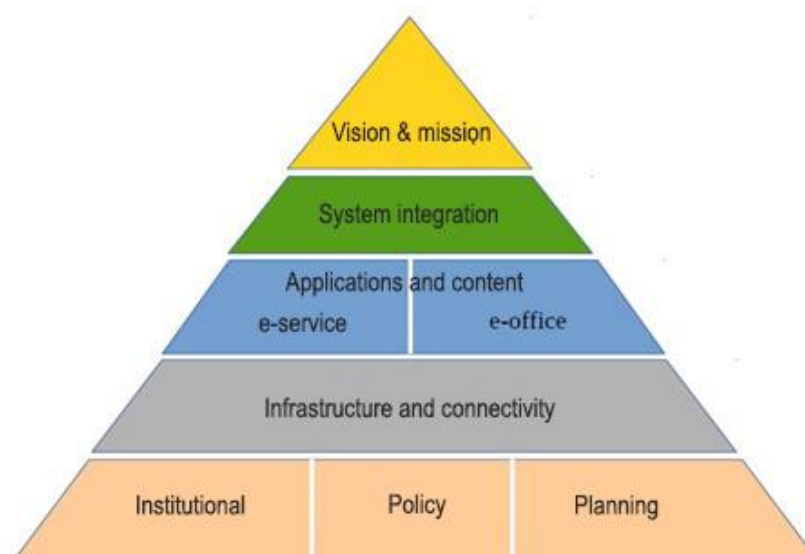 Vision & mission
System integration
Applications and content
e-service e-office
Infrastructure and connectivity
Institutional Policy Planning